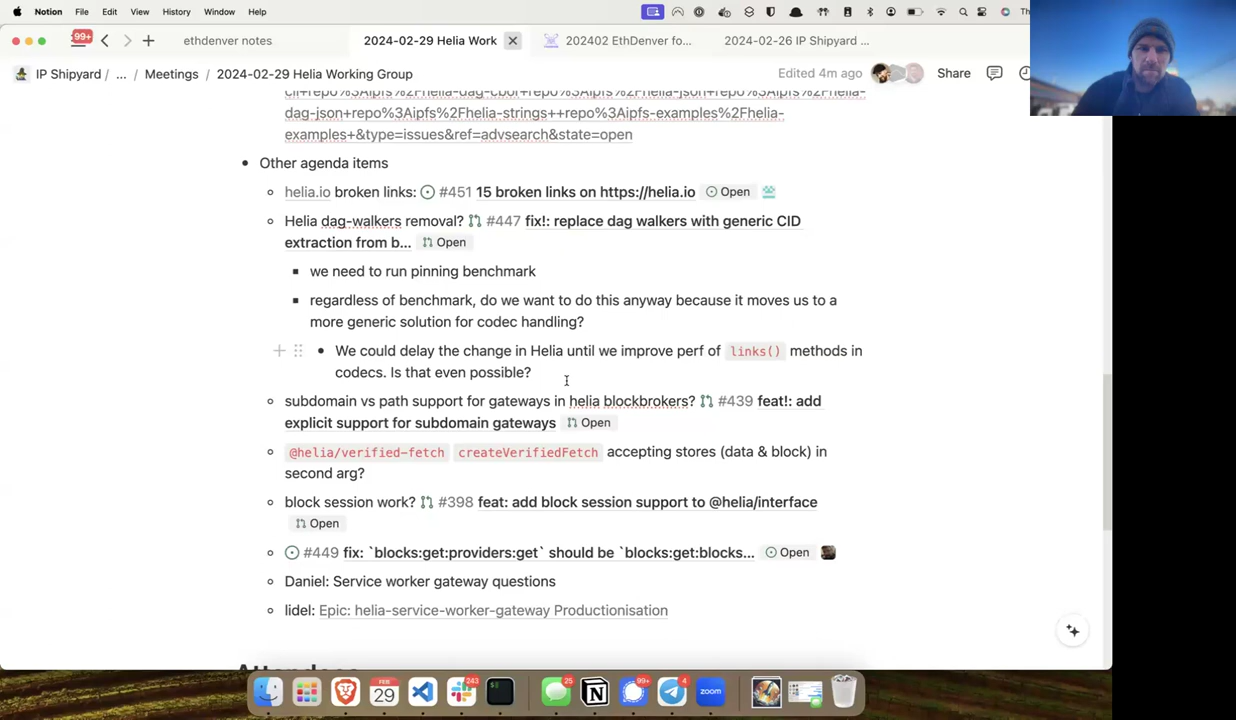 Notion File Edit View History Window Help
99+
ethdenver notes
2024-02-29 Helia Work
202402 EthDenver fo...
2024-02-26 IP Shipyard ...
IP Shipyard / ... / Meetings / 2024-02-29 Helia Working Group
Edited 4m ago
Share
cli+repo%3Aipfs%2Fhelia-dag-cbor+repo%3Aipfs%2Fhelia-json+repo%3Aipfs%2Fhelia-
dag-json+repo%3Aipfs%2Fhelia-strings++repo%3Aipfs-examples%2Fhelia-
examples+&type=issues&ref=advsearch&state=open
Other agenda items
helia.io broken links: #451 15 broken links on https://helia.io Open
Helia dag-walkers removal? #447 fix!: replace dag walkers with generic CID
extraction from b... Open
we need to run pinning benchmark
regardless of benchmark, do we want to do this anyway because it moves us to a
more generic solution for codec handling?
We could delay the change in Helia until we improve perf of links() methods in
codecs. Is that even possible?
subdomain vs path support for gateways in helia blockbrokers? #439 feat!: add
explicit support for subdomain gateways Open
@helia/verified-fetch createVerifiedFetch accepting stores (data & block) in
second arg?
block session work? #398 feat: add block session support to @helia/interface
Open
#449 fix: `blocks:get:providers:get` should be `blocks:get:blocks... Open
Daniel: Service worker gateway questions
lidel: Epic: helia-service-worker-gateway Productionisation
Attendees
FEB
29
243
25
99+
4
zoom